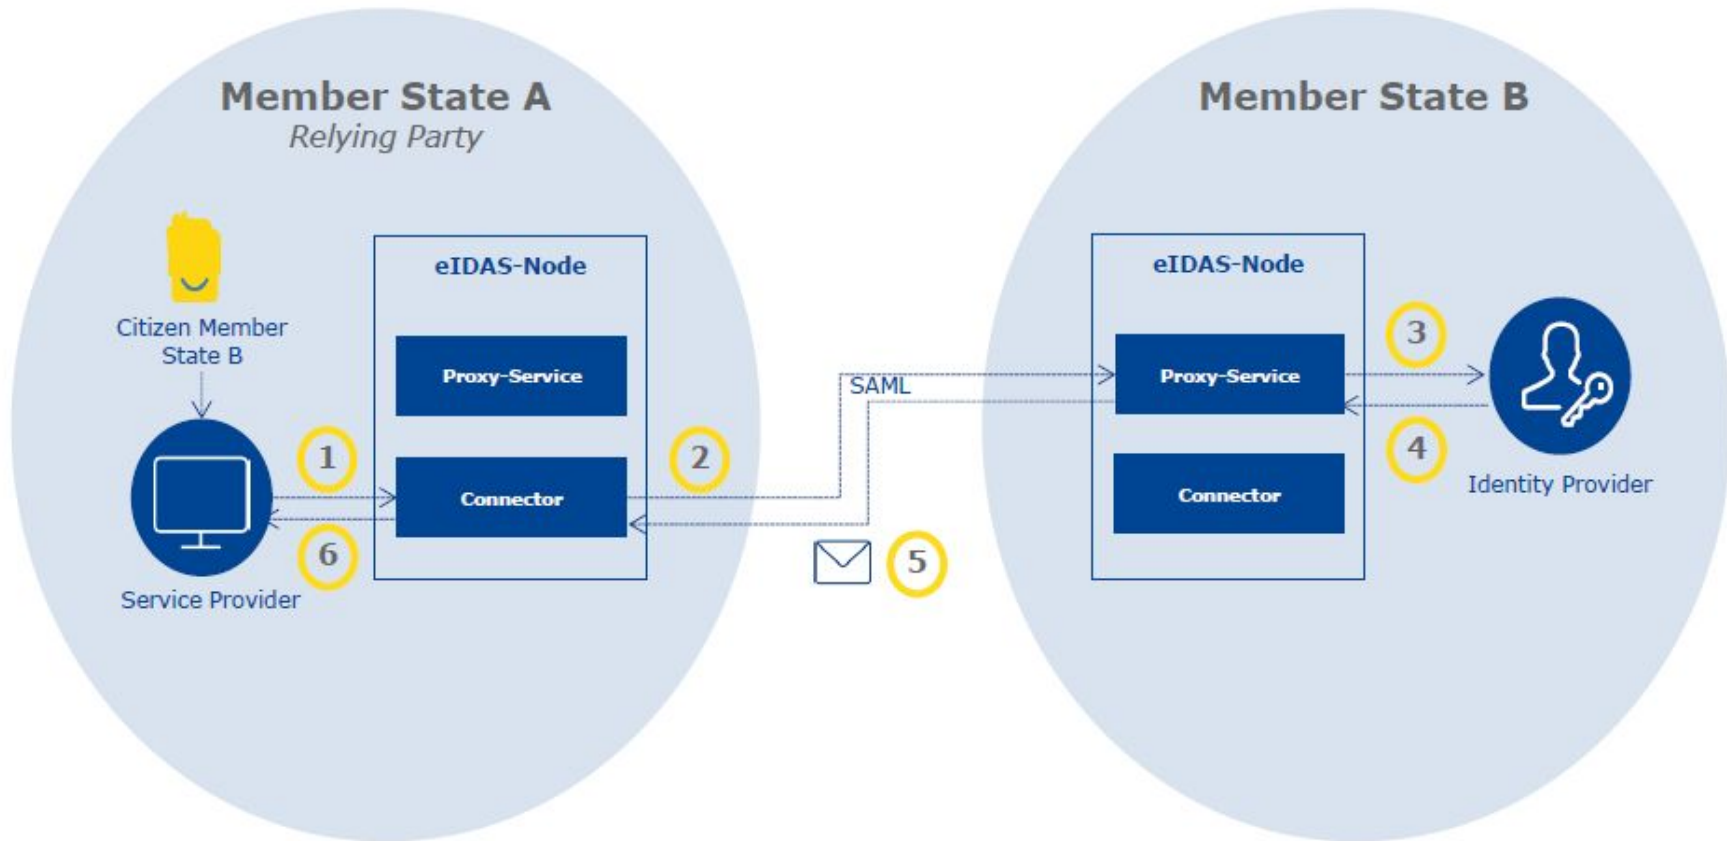 Member State A
Relying Party
Citizen Member
State B
Service Provider
1
6
eIDAS-Node
Proxy-Service
Connector
2
SAML
5
Member State B
eIDAS-Node
Proxy-Service
Connector
3
4
Identity Provider